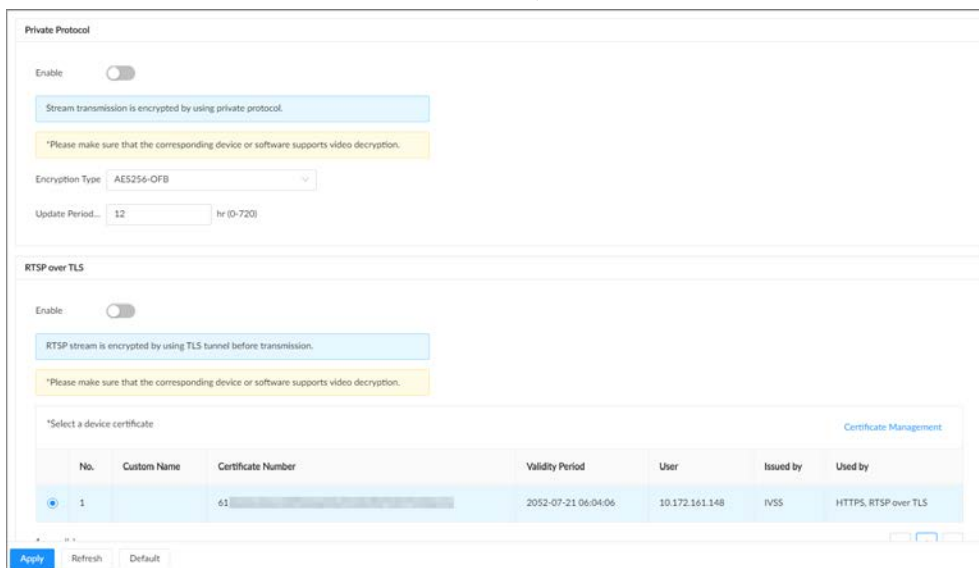 Private Protocol
Enable
Stream transmission is encrypted by using private protocol.
*Please make sure that the corresponding device or software supports video decryption.
Encryption Type AES256-OFB
Update Period... 12 hr (0-720)
RTSP over TLS
Enable
RTSP stream is encrypted by using TLS tunnel before transmission.
*Please make sure that the corresponding device or software supports video decryption.
*Select a device certificate Certificate Management
No. Custom Name Certificate Number Validity Period User Issued by Used by
1 61 2052-07-21 06:04:06 10.172.161.148 IVSS HTTPS, RTSP over TLS
Apply Refresh Default